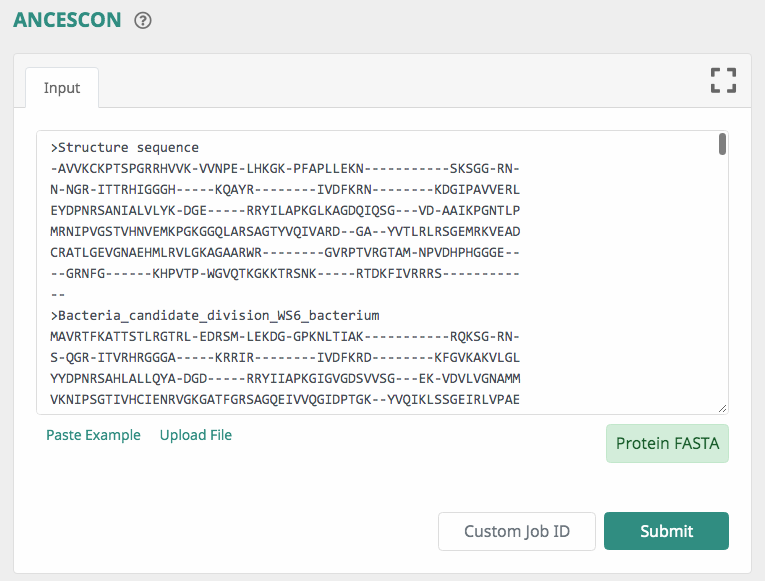 ANCESCON ?
Input
>Structure sequence
-AVVKCKPTSPGRRHVVK-VVNPE-LHKGK-PFAPLLEKN-----------SKSGG-RN-
N-NGR-ITTRHIGGGH-----KQAYR--------IVDFKRN--------KDGIPAVVERL
EYDPNRSANIALVLYK-DGE-----RRYILAPKGLKAGDQIQSG---VD-AAIKPGNTLP
MRNIPVGSTVHNVEMKPGKGGQLARSAGTYVQIVARD--GA--YVTLRLRSGEMRKVEAD
CRATLGEVGNAEHMLRVLGKAGAARWR--------GVRPTVRGTAM-NPVDHPHGGGE--
--GRNFG------KHPVTP-WGVQTKGKKTRSNK-----RTDKFIVRRRS----------
--
>Bacteria_candidate_division_WS6_bacterium
MAVRTFKATTSTLRGTRL-EDRSM-LEKDG-GPKNLTIAK-----------RQKSG-RN-
S-QGR-ITVRHRGGGA-----KRRIR--------IVDFKRD--------KFGVKAKVLGL
YYDPNRSAHLALLQYA-DGD-----RRYIIAPKGIGVGDSVVSG---EK-VDVLVGNAMM
VKNIPSGTIVHCIENRVGKGATFGRSAGQEIVVQGIDPTGK--YVQIKLSSGEIRLVPAE
Paste Example Upload File
Protein FASTA
Custom Job ID Submit